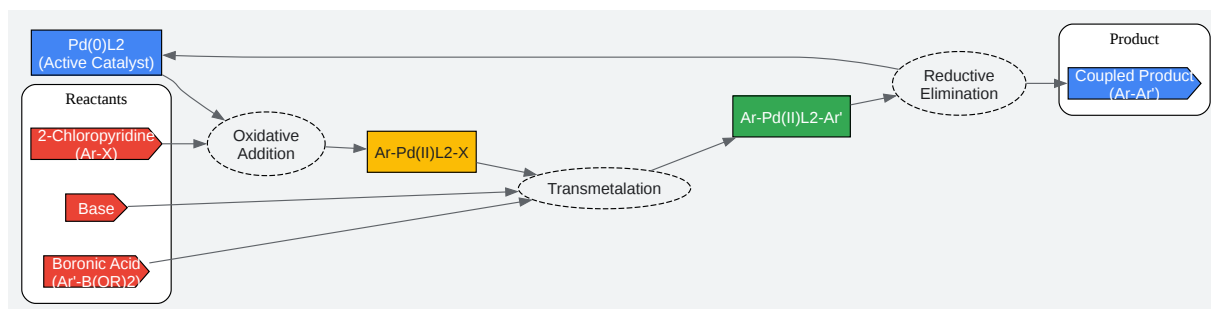 Pd(0)L2
(Active Catalyst)
Reactants
2-Chloropyridine
(Ar-X)
Base
Boronic Acid
(Ar'-B(OR)2)
Oxidative
Addition
Ar-Pd(II)L2-X
Transmetalation
Ar-Pd(II)L2-Ar'
Reductive
Elimination
Product
Coupled Product
(Ar-Ar')